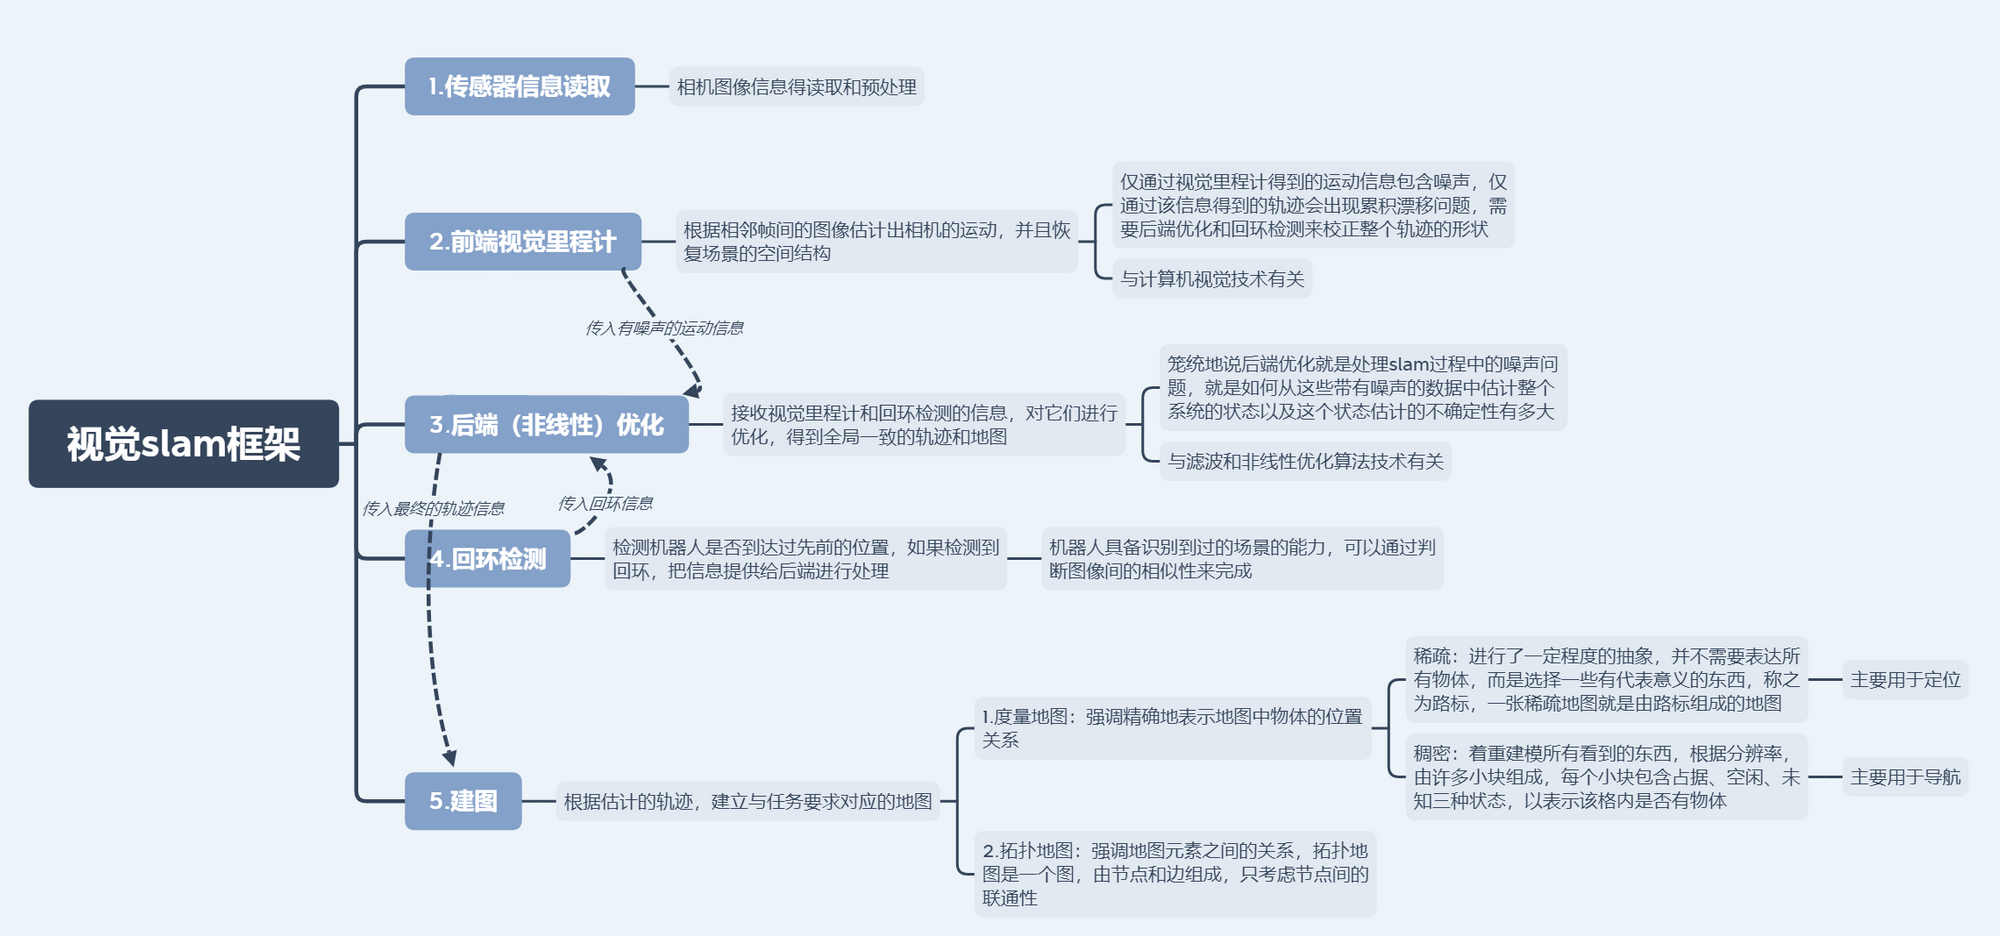 视觉slam框架
1.传感器信息读取
相机图像信息得读取和预处理
2.前端视觉里程计
根据相邻帧间的图像估计出相机的运动，并且恢
复场景的空间结构
仅通过视觉里程计得到的运动信息包含噪声，仅
通过该信息得到的轨迹会出现累积漂移问题，需
要后端优化和回环检测来校正整个轨迹的形状
与计算机视觉技术有关
传入有噪声的运动信息
3.后端（非线性）优化
接收视觉里程计和回环检测的信息，对它们进行
优化，得到全局一致的轨迹和地图
笼统地说后端优化就是处理slam过程中的噪声问
题，就是如何从这些带有噪声的数据中估计整个
系统的状态以及这个状态估计的不确定性有多大
与滤波和非线性优化算法技术有关
传入最终的轨迹信息
传入回环信息
4.回环检测
检测机器人是否到达过先前的位置，如果检测到
回环，把信息提供给后端进行处理
机器人具备识别到过的场景的能力，可以通过判
断图像间的相似性来完成
5.建图
根据估计的轨迹，建立与任务要求对应的地图
1.度量地图：强调精确地表示地图中物体的位置
关系
稀疏：进行了一定程度的抽象，并不需要表达所
有物体，而是选择一些有代表意义的东西，称之
为路标，一张稀疏地图就是由路标组成的地图
主要用于定位
稠密：着重建模所有看到的东西，根据分辨率，
由许多小块组成，每个小块包含占据、空闲、未
知三种状态，以表示该格内是否有物体
主要用于导航
2.拓扑地图：强调地图元素之间的关系，拓扑地
图是一个图，由节点和边组成，只考虑节点间的
联通性